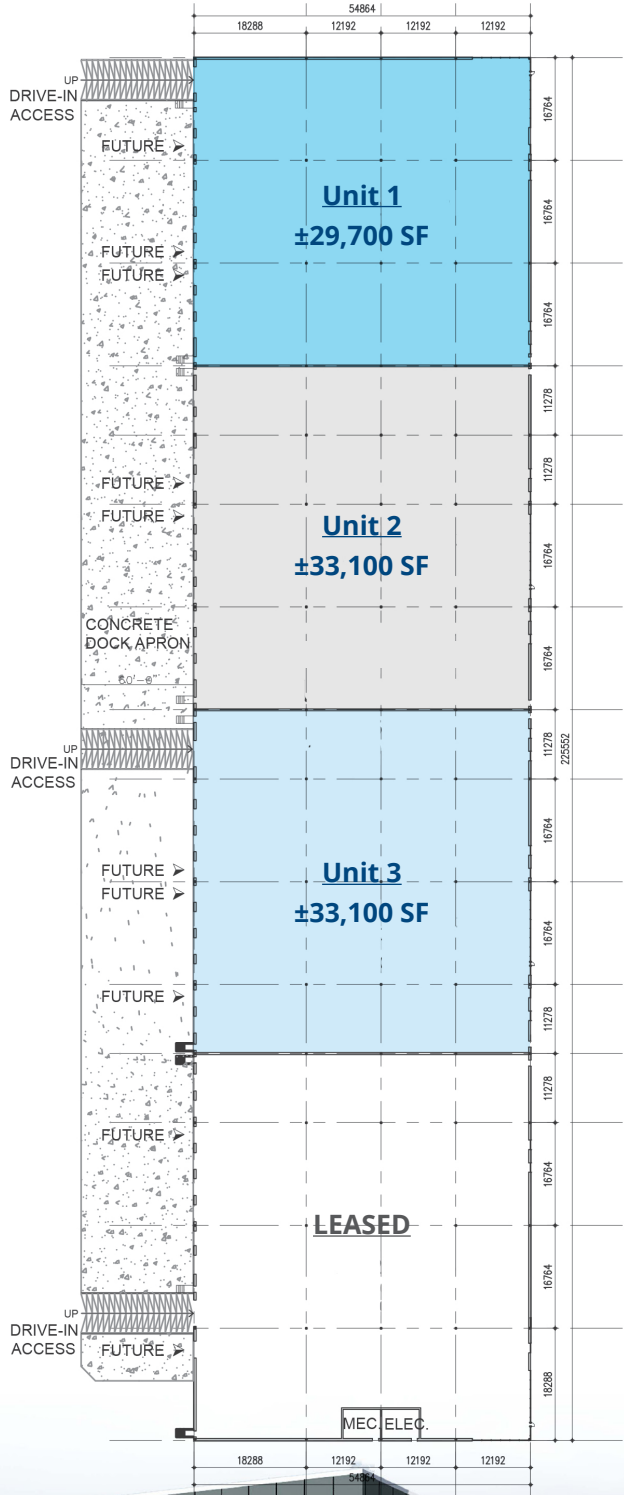 54864
18288 12192 12192 12192
UP
DRIVE-IN
ACCESS
16764
FUTURE
16764
Unit 1
±29,700 SF
FUTURE
FUTURE
16764
11278
11278
FUTURE
FUTURE
Unit 2
±33,100 SF
16764
CONCRETE
DOCK APRON
16764
60'-0"
UP
DRIVE-IN
ACCESS
11278
225552
16764
FUTURE
FUTURE
Unit 3
±33,100 SF
16764
FUTURE
11278
11278
FUTURE
16764
LEASED
16764
UP
DRIVE-IN
ACCESS
FUTURE
18288
MEC. ELEC.
18288 12192 12192 12192
54864